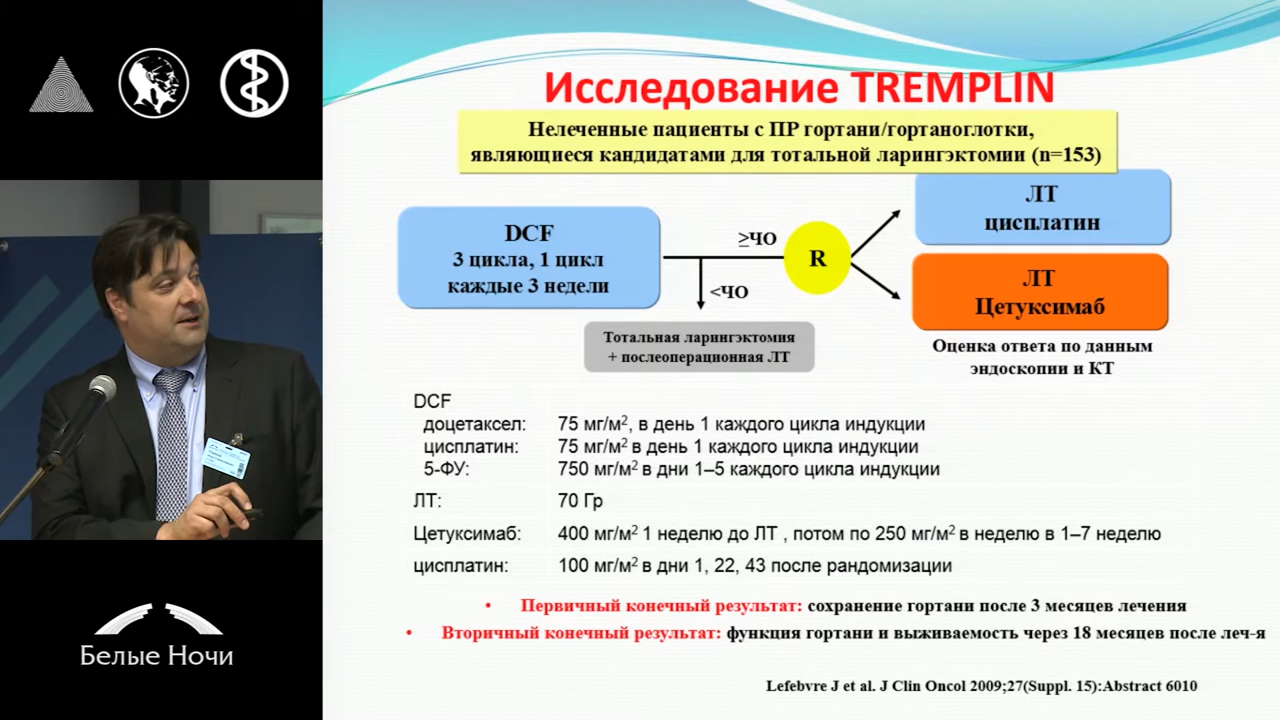 Исследование TREMPLIN
Нелеченные пациенты с ПР гортани/гортаноглотки,
являющиеся кандидатами для тотальной ларингэктомии (n=153)
DCF
3 цикла, 1 цикл
каждые 3 недели
≥ЧО
<ЧО
R
ЛТ
цисплатин
ЛТ
Цетуксимаб
Тотальная ларингэктомия
+ послеоперационная ЛТ
Оценка ответа по данным
эндоскопии и КТ
DCF
доцетаксел: 75 мг/м², в день 1 каждого цикла индукции
цисплатин: 75 мг/м² в день 1 каждого цикла индукции
5-ФУ: 750 мг/м² в дни 1–5 каждого цикла индукции
ЛТ: 70 Гр
Цетуксимаб: 400 мг/м² 1 неделю до ЛТ , потом по 250 мг/м² в неделю в 1–7 неделю
цисплатин: 100 мг/м² в дни 1, 22, 43 после рандомизации
• Первичный конечный результат: сохранение гортани после 3 месяцев лечения
• Вторичный конечный результат: функция гортани и выживаемость через 18 месяцев после леч-я
Lefebvre J et al. J Clin Oncol 2009;27(Suppl. 15):Abstract 6010
Белые Ночи